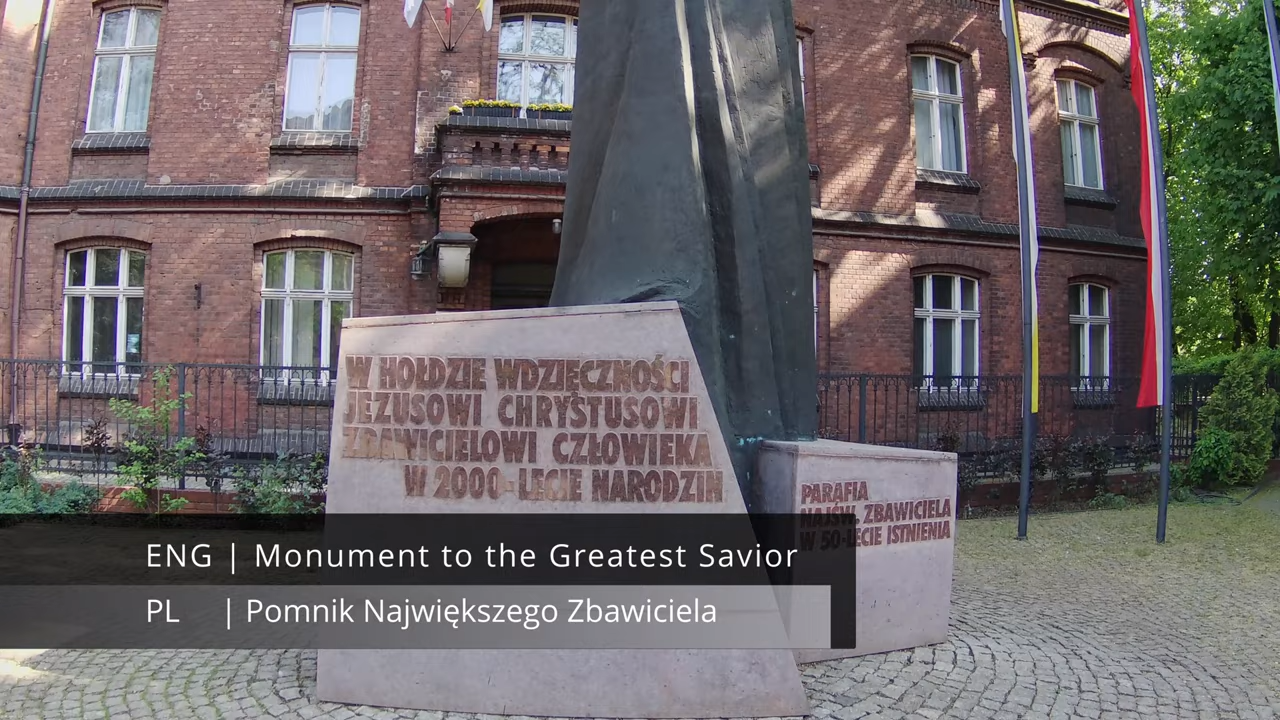 W HOŁDZIE WDZIĘCZNOŚCI
JEZUSOWI CHRYSTUSOWI
ZBAWICIELOWI CZŁOWIEKA
W 2000-LECIE NARODZIN
PARAFIA
NAJŚW. ZBAWICIELA
W 50-LECIE ISTNIENIA
ENG | Monument to the Greatest Savior
PL | Pomnik Największego Zbawiciela